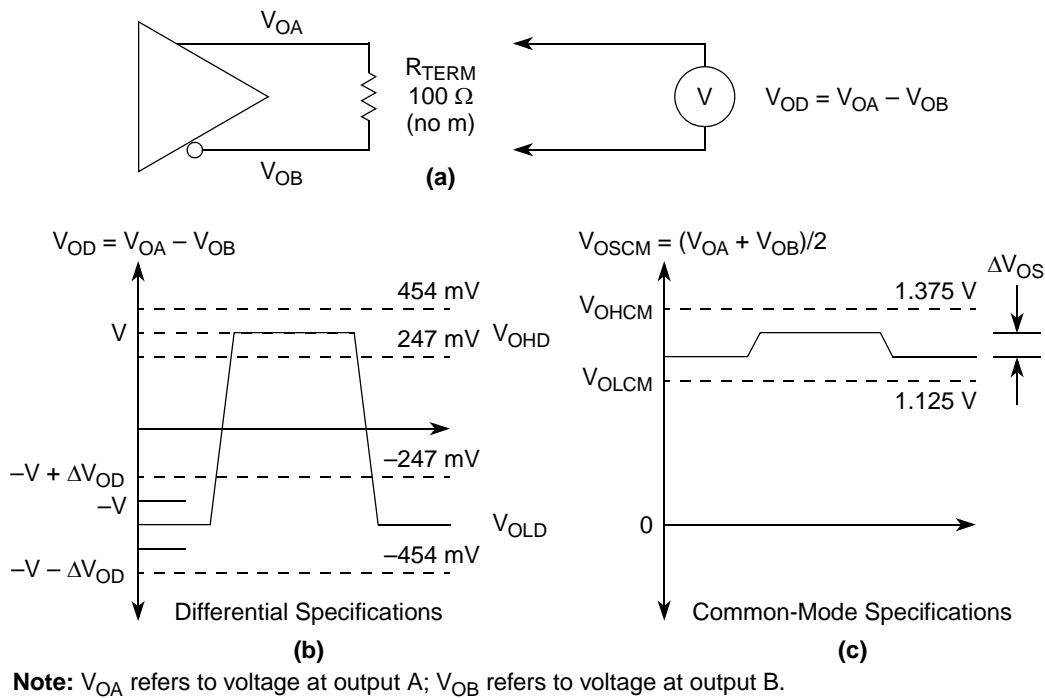 V_OA
R_TERM
100 Ω
(no m)
V
V_OD = V_OA – V_OB
V_OB
(a)
V_OD = V_OA – V_OB
454 mV
V
247 mV
V_OHD
–247 mV
–V + ΔV_OD
–V
V_OLD
–454 mV
–V – ΔV_OD
Differential Specifications
(b)
V_OSCM = (V_OA + V_OB)/2
ΔV_OS
1.375 V
V_OHCM
V_OLCM
1.125 V
0
Common-Mode Specifications
(c)
Note: V_OA refers to voltage at output A; V_OB refers to voltage at output B.